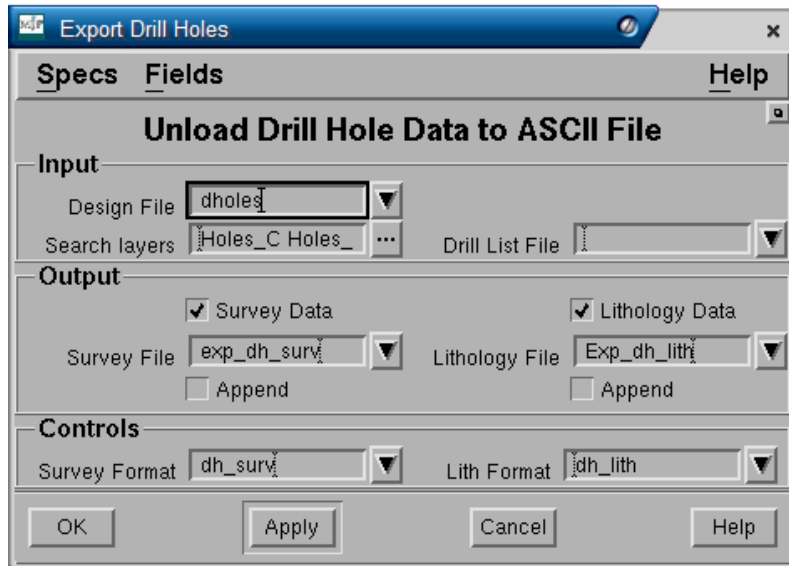 Export Drill Holes
Specs Fields Help
Unload Drill Hole Data to ASCII File
Input
Design File dholes
Search layers Holes_C Holes_ ... Drill List File
Output
Survey Data Lithology Data
Survey File exp_dh_surv Lithology File Exp_dh_lith
Append Append
Controls
Survey Format dh_surv Lith Format dh_lith
OK Apply Cancel Help